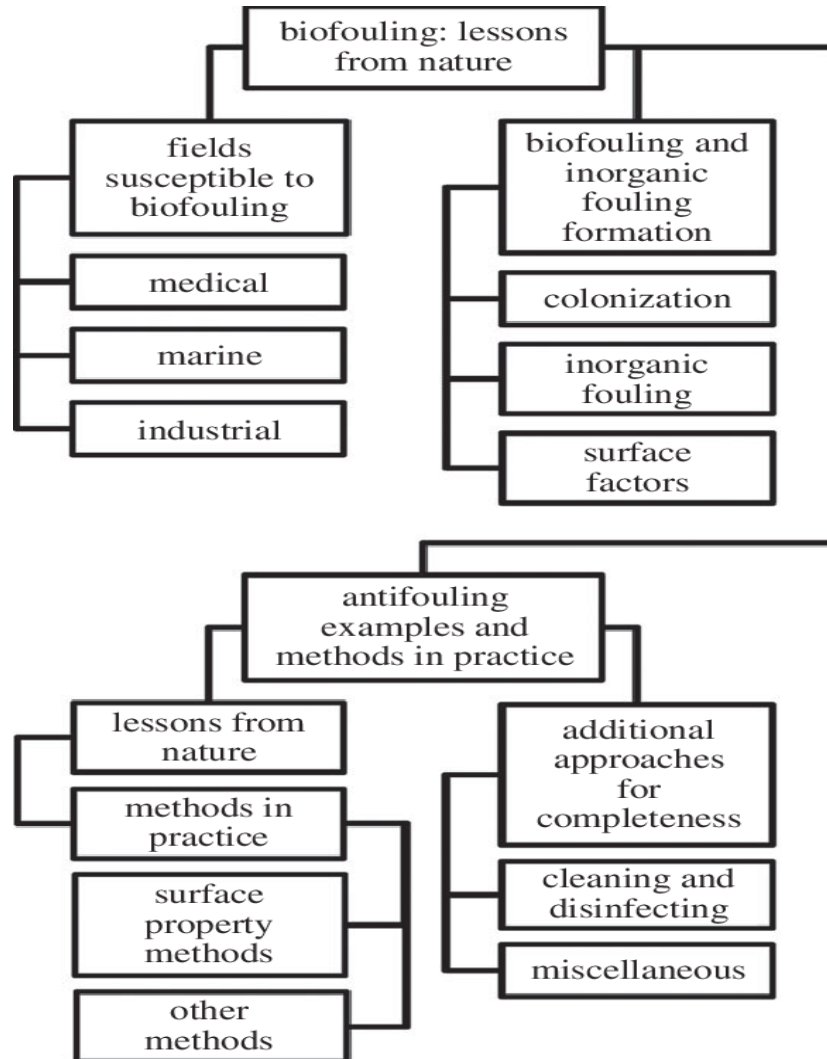 biofouling: lessons
from nature
fields
susceptible to
biofouling
medical
marine
industrial
biofouling and
inorganic
fouling
formation
colonization
inorganic
fouling
surface
factors
antifouling
examples and
methods in practice
lessons from
nature
methods in
practice
surface
property
methods
other
methods
additional
approaches
for
completeness
cleaning and
disinfecting
miscellaneous